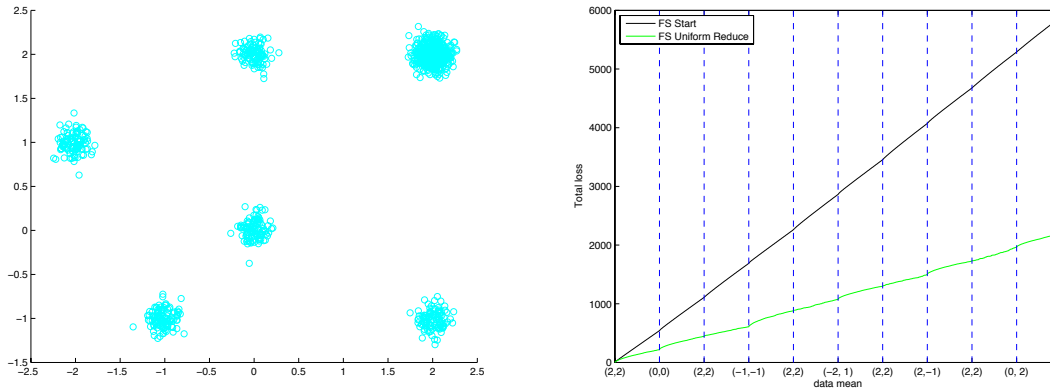 2.5
2
1.5
1
0.5
0
−0.5
−1
−1.5
−2.5 −2 −1.5 −1 −0.5 0 0.5 1 1.5 2 2.5
FS Start
FS Uniform Reduce
6000
5000
4000
3000
2000
1000
0
Total loss
(2,2) (0,0) (2,2) (−1,−1) (2,2) (−2, 1) (2,2) (2,−1) (2,2) (0, 2)
data mean